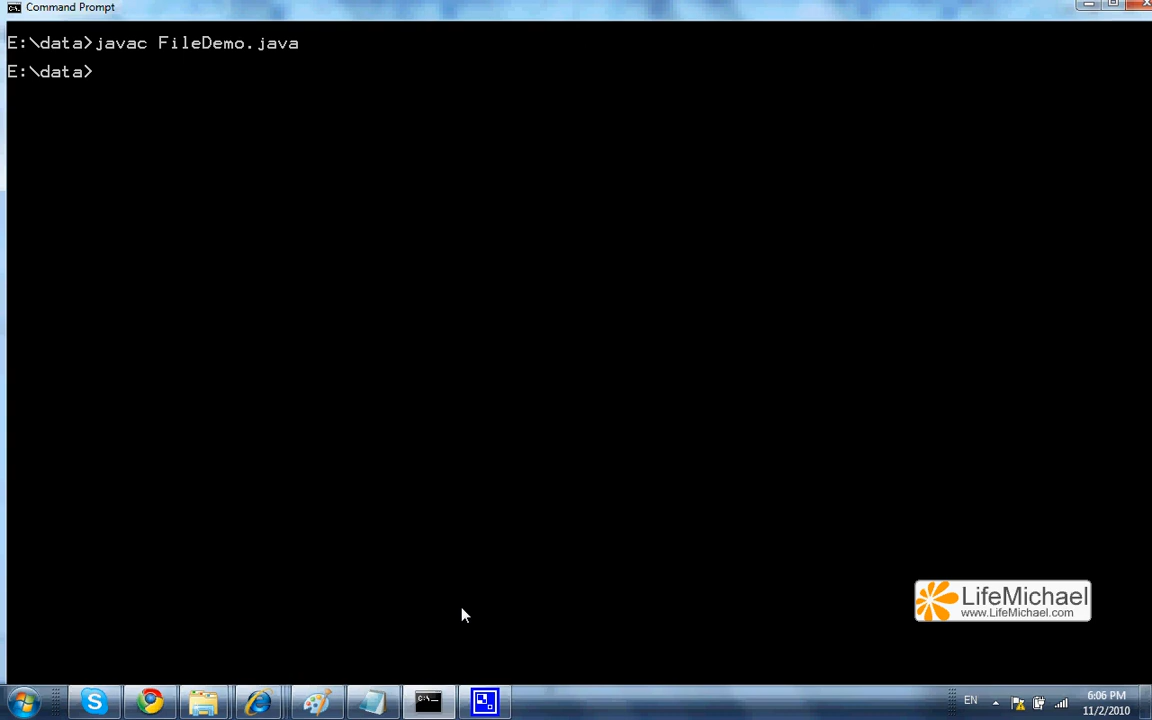 Command Prompt
E:\data>javac FileDemo.java
E:\data>
LifeMichael
www.LifeMichael.com
EN
6:06 PM
11/2/2010